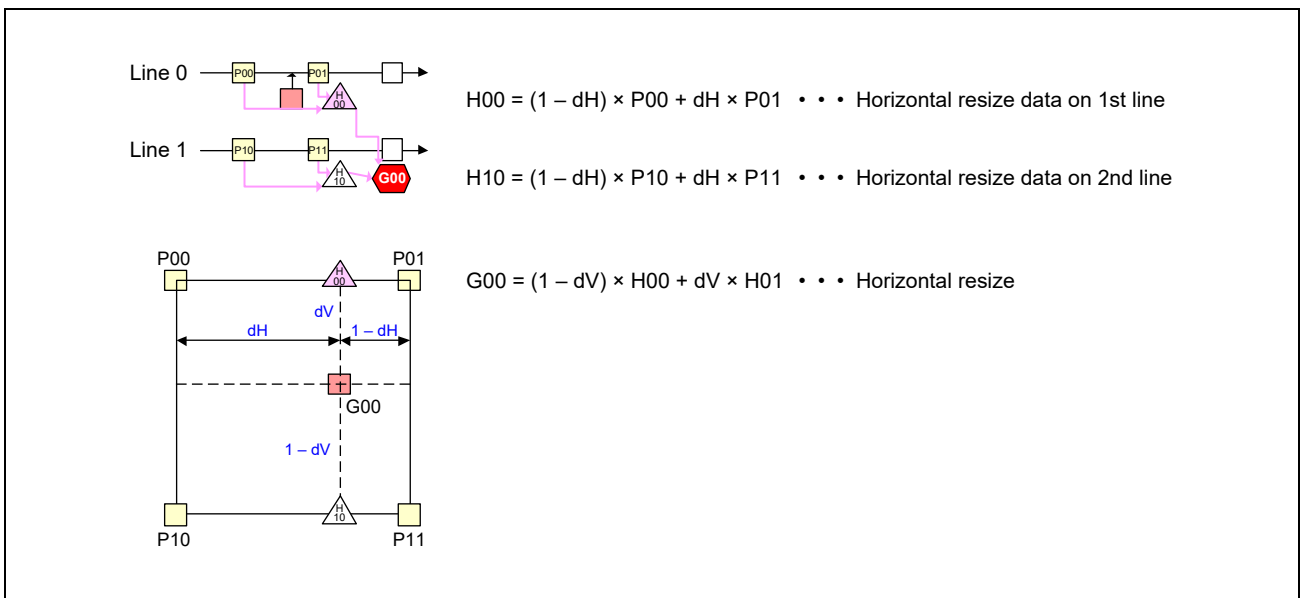 Line 0
P00
P01
H
00
H00 = (1 – dH) × P00 + dH × P01 • • • Horizontal resize data on 1st line
Line 1
P10
P11
H
10
G00
H10 = (1 – dH) × P10 + dH × P11 • • • Horizontal resize data on 2nd line
P00
H
00
P01
G00 = (1 – dV) × H00 + dV × H01 • • • Horizontal resize
dV
dH
1 – dH
G00
1 – dV
H
10
P10
P11